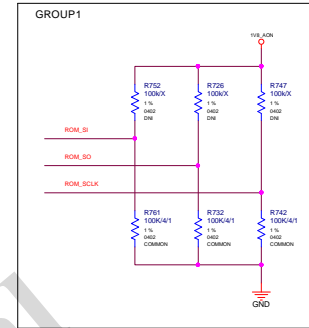 GROUP1
1V8_AON
R752
100k/X
1 %
0402
DNI
R726
100k/X
1 %
0402
DNI
R747
100k/X
1 %
0402
DNI
ROM_SI
ROM_SO
ROM_SCLK
R761
100K/4/1
1 %
0402
COMMON
R732
100K/4/1
1 %
0402
COMMON
R742
100K/4/1
1 %
0402
COMMON
GND